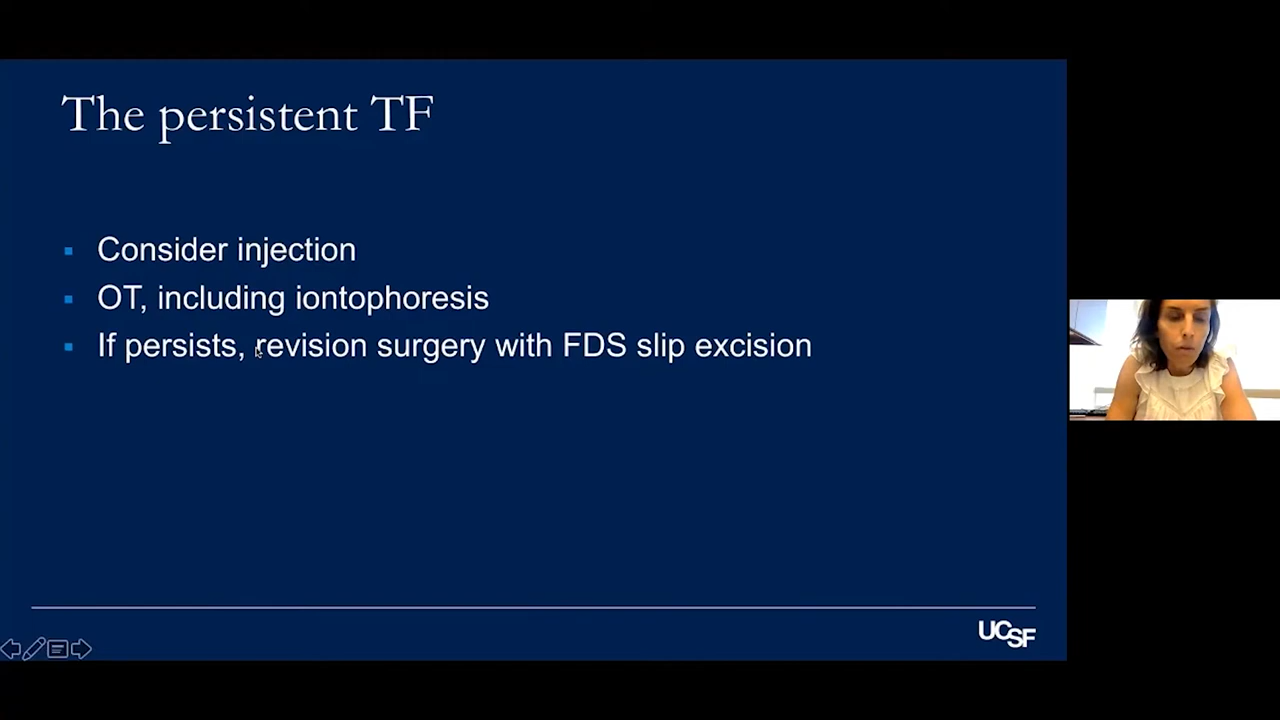 The persistent TF
Consider injection
OT, including iontophoresis
If persists, revision surgery with FDS slip excision
UCSF